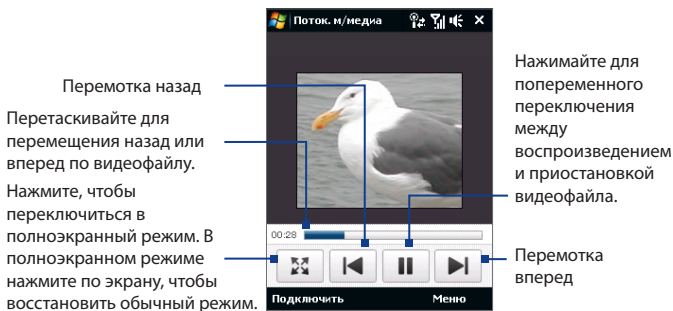 Поток. м/медиа
Перемотка назад
Перетаскивайте для
перемещения назад или
вперед по видеофайлу.
Нажмите, чтобы
переключиться в
полноэкранный режим. В
полноэкранном режиме
нажмите по экрану, чтобы
восстановить обычный режим.
00:28
Подключить
Меню
Нажимайте для
попеременного
переключения
между
воспроизведением
и приостановкой
видеофайла.
Перемотка
вперед